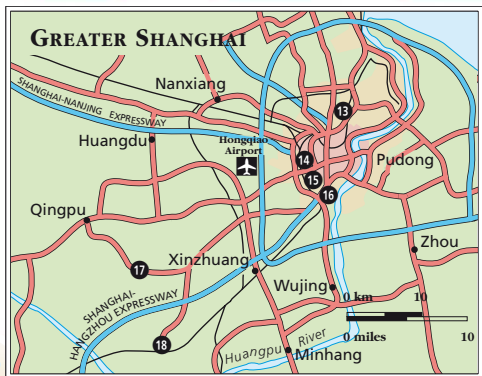 GREATER SHANGHAI
Nanxiang
SHANGHAI-NANJING EXPRESSWAY
13
Huangdu
Hongqiao
Airport
14
Pudong
15
16
Qingpu
Zhou
17
Xinzhuang
Wujing
SHANGHAI-
HANGZHOU EXPRESSWAY
0 km 10
0 miles 10
18
Huangpu River
Minhang